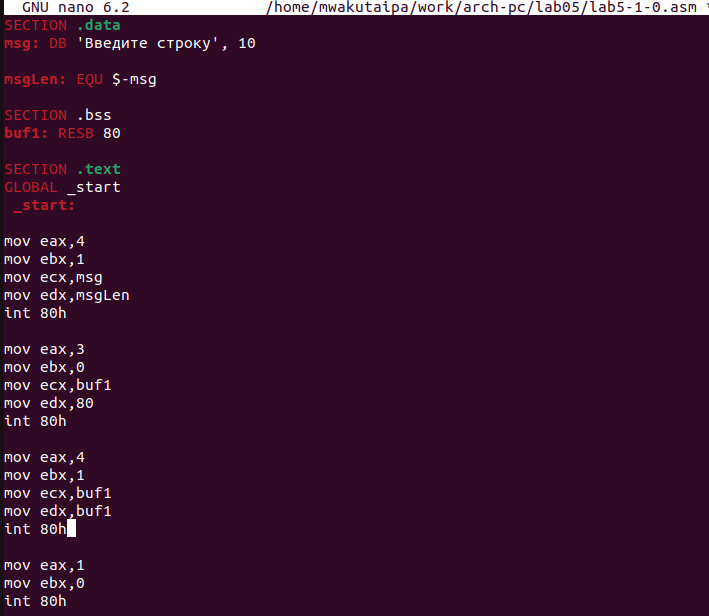 GNU nano 6.2 /home/mwakutaipa/work/arch-pc/lab05/lab5-1-0.asm *
SECTION .data
msg: DB 'Введите строку', 10
msgLen: EQU $-msg
SECTION .bss
buf1: RESB 80
SECTION .text
GLOBAL _start
_start:
mov eax,4
mov ebx,1
mov ecx,msg
mov edx,msgLen
int 80h
mov eax,3
mov ebx,0
mov ecx,buf1
mov edx,80
int 80h
mov eax,4
mov ebx,1
mov ecx,buf1
mov edx,buf1
int 80h
mov eax,1
mov ebx,0
int 80h